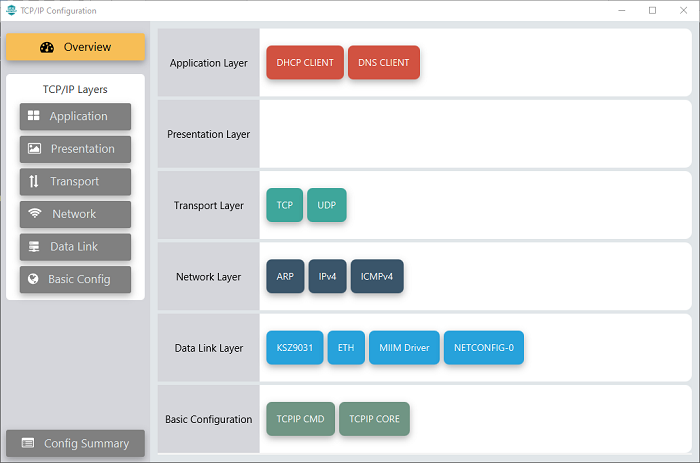 TCP/IP Configuration
Overview
TCP/IP Layers
Application
Presentation
Transport
Network
Data Link
Basic Config
Config Summary
Application Layer
DHCP CLIENT
DNS CLIENT
Presentation Layer
Transport Layer
TCP
UDP
Network Layer
ARP
IPv4
ICMPv4
Data Link Layer
KSZ9031
ETH
MIIM Driver
NETCONFIG-0
Basic Configuration
TCPIP CMD
TCPIP CORE